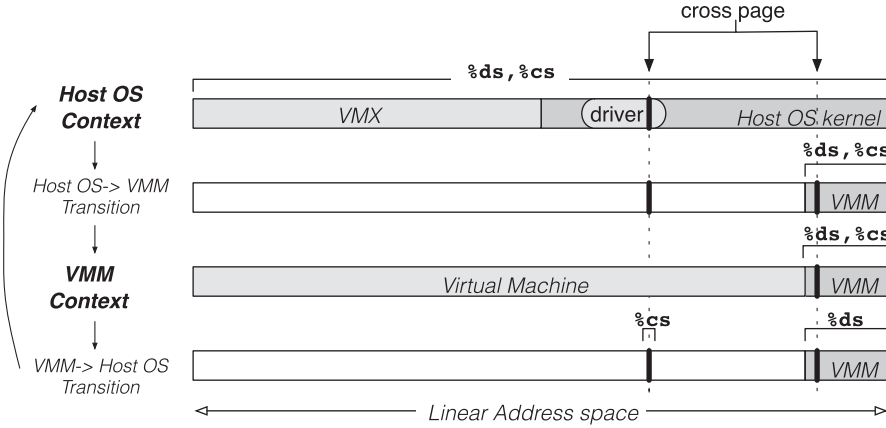 cross page
%ds,%cs
Host OS
Context
VMX
driver
Host OS kernel
%ds,%cs
Host OS-> VMM
Transition
VMM
%ds,%cs
VMM
Context
Virtual Machine
VMM
%cs
%ds
VMM-> Host OS
Transition
VMM
Linear Address space